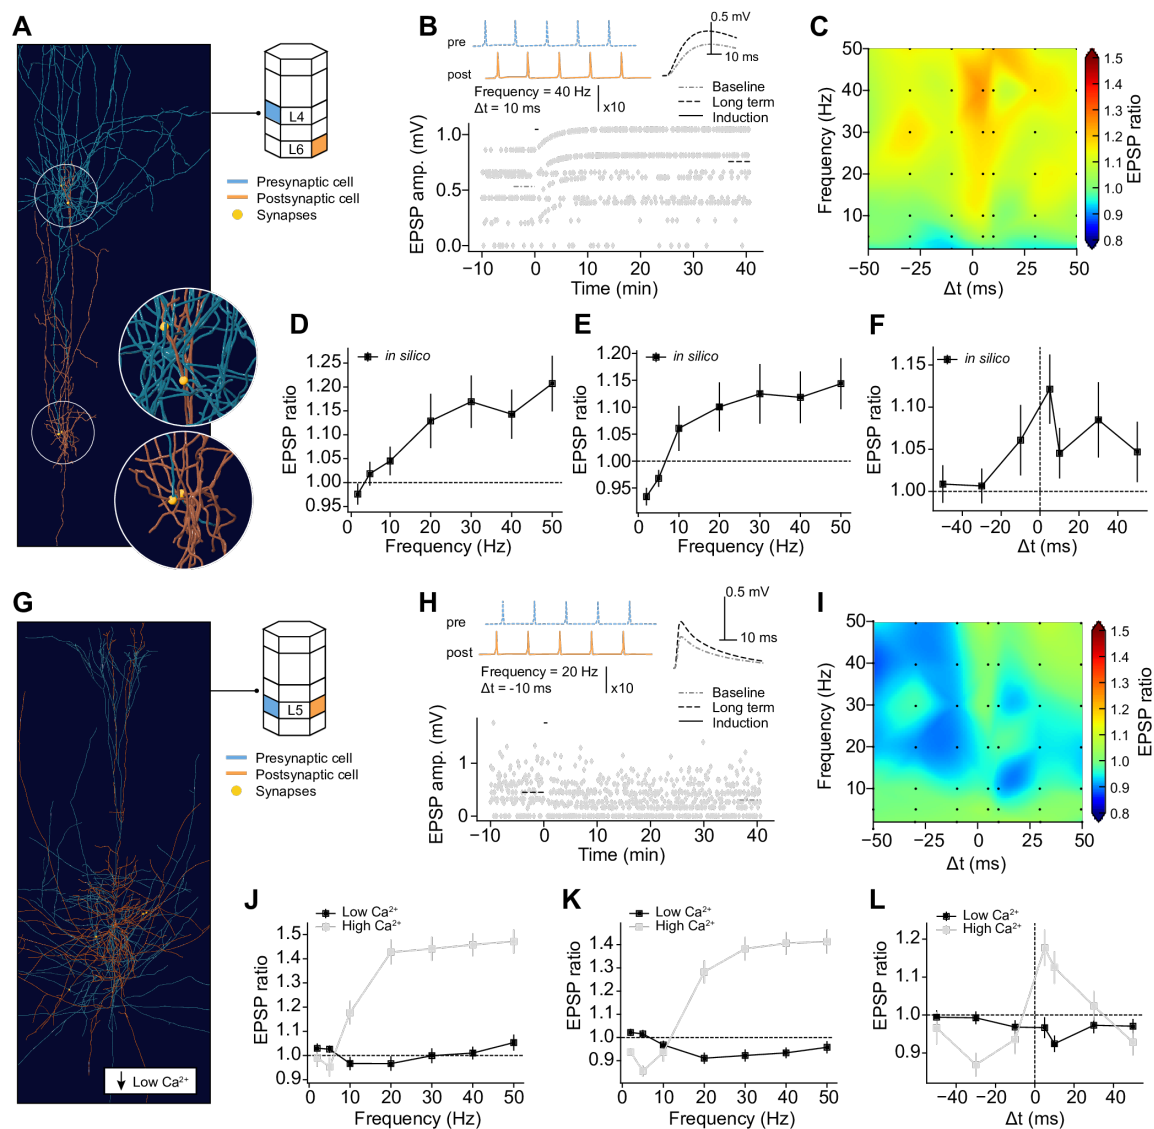 A
L4
L6
Presynaptic cell
Postsynaptic cell
Synapses
B
pre
post
Frequency = 40 Hz
Δt = 10 ms
x10
0.5 mV
10 ms
Baseline
Long term
Induction
EPSP amp. (mV)
1.0
0.5
0.0
−10 0 10 20 30 40
Time (min)
C
Frequency (Hz)
50
40
30
20
10
−50 −25 0 25 50
Δt (ms)
1.5
1.4
1.3
1.2
1.1
1.0
0.9
0.8
EPSP ratio
D
in silico
EPSP ratio
1.25
1.20
1.15
1.10
1.05
1.00
0.95
0 10 20 30 40 50
Frequency (Hz)
E
in silico
EPSP ratio
1.20
1.15
1.10
1.05
1.00
0.95
0 10 20 30 40 50
Frequency (Hz)
F
in silico
EPSP ratio
1.15
1.10
1.05
1.00
−40 −20 0 20 40
Δt (ms)
G
L5
Presynaptic cell
Postsynaptic cell
Synapses
Low Ca²⁺
H
pre
post
Frequency = 20 Hz
Δt = -10 ms
x10
0.5 mV
10 ms
Baseline
Long term
Induction
EPSP amp. (mV)
1
0
−10 0 10 20 30 40
Time (min)
I
Frequency (Hz)
50
40
30
20
10
−50 −25 0 25 50
Δt (ms)
1.5
1.4
1.3
1.2
1.1
1.0
0.9
0.8
EPSP ratio
J
Low Ca²⁺
High Ca²⁺
EPSP ratio
1.5
1.4
1.3
1.2
1.1
1.0
0.9
0 10 20 30 40 50
Frequency (Hz)
K
Low Ca²⁺
High Ca²⁺
EPSP ratio
1.4
1.3
1.2
1.1
1.0
0.9
0 10 20 30 40 50
Frequency (Hz)
L
Low Ca²⁺
High Ca²⁺
EPSP ratio
1.2
1.1
1.0
0.9
−40 −20 0 20 40
Δt (ms)